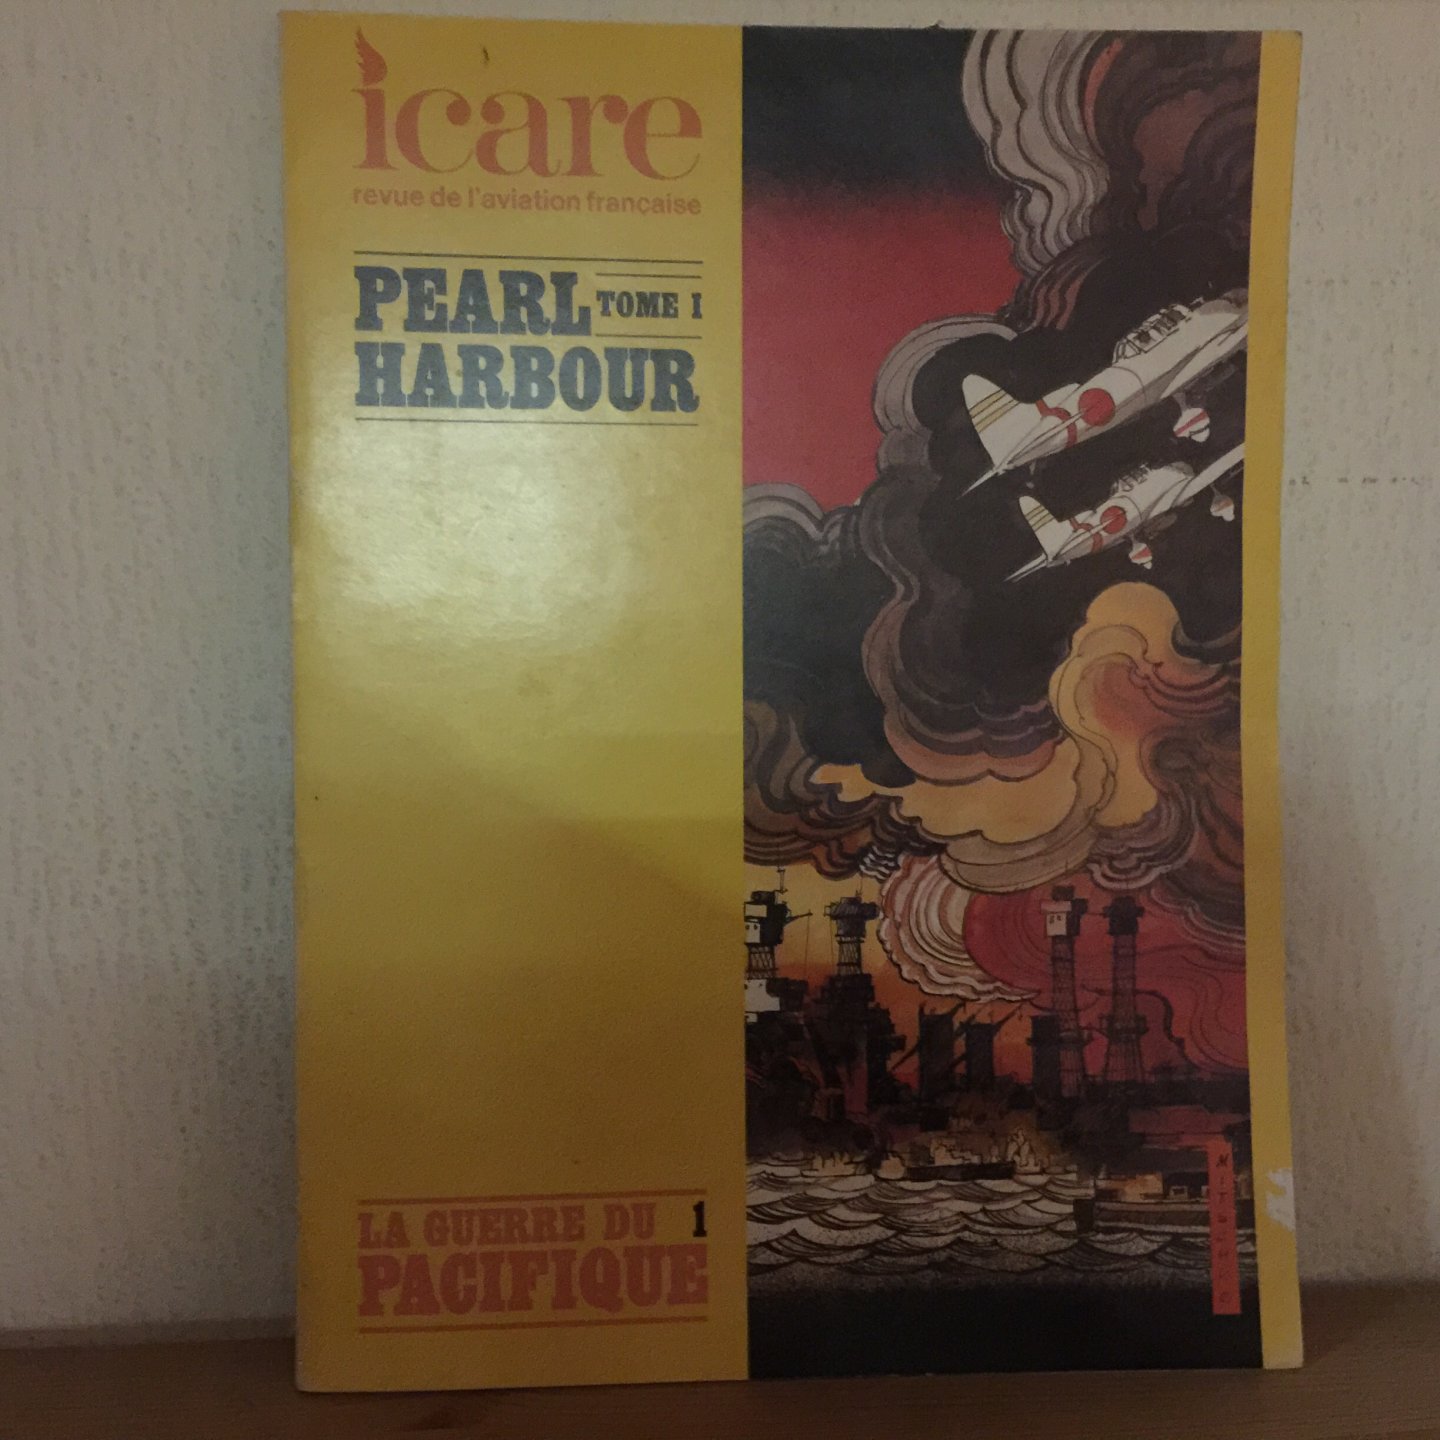 icare
revue de l'aviation française
PEARL TOME I
HARBOUR
LA GUERRE DU 1
PACIFIQUE